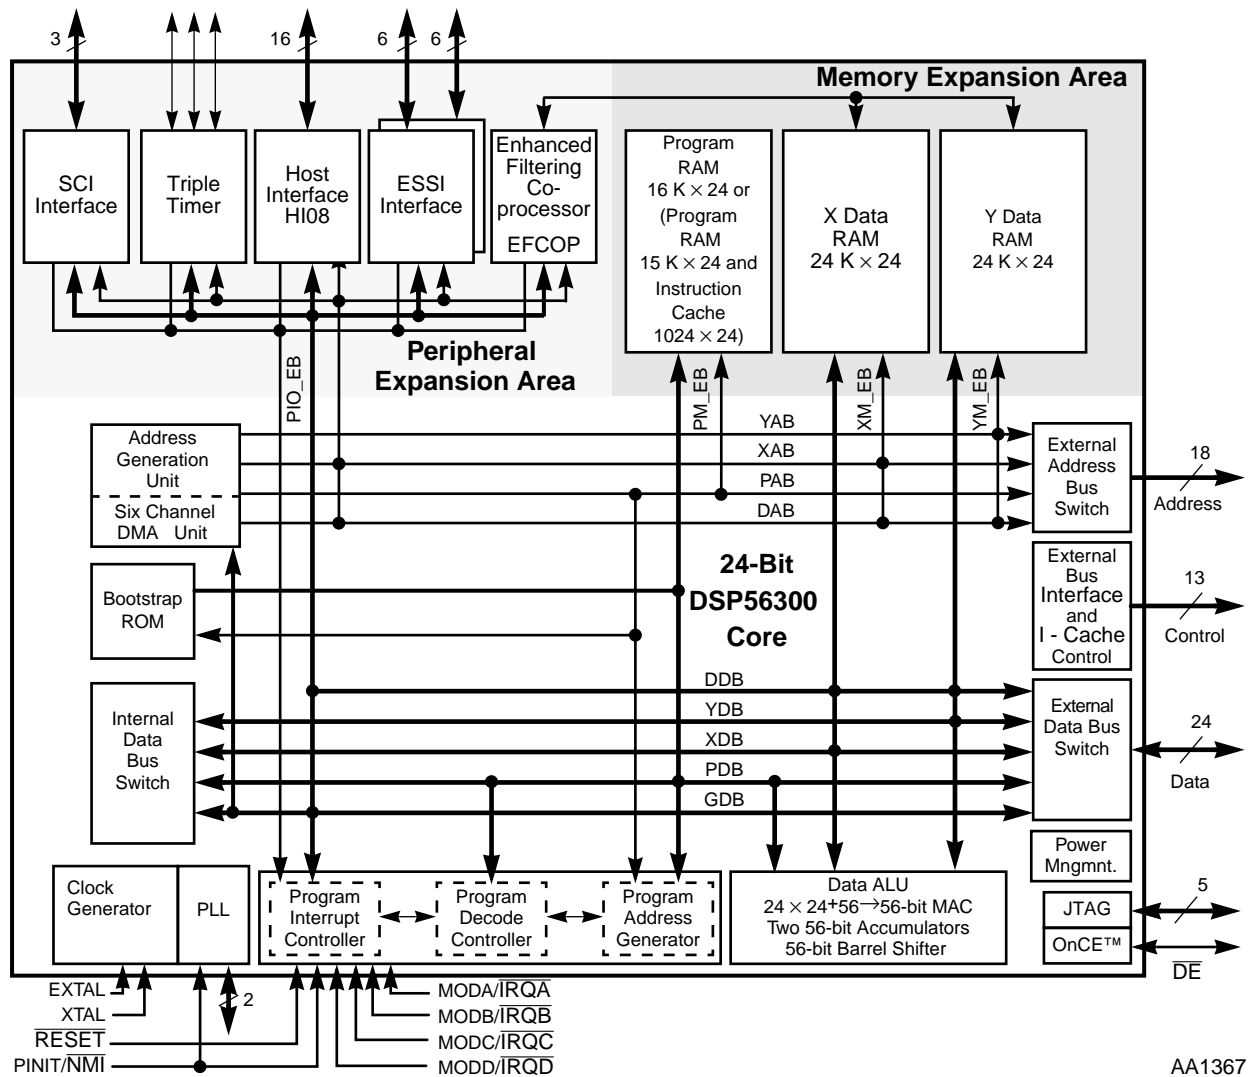 3
16
6
6
Memory Expansion Area
SCI
Interface
Triple
Timer
Host
Interface
HI08
ESSI
Interface
Enhanced
Filtering
Co-
processor
EFCOP
Program
RAM
16 K × 24 or
(Program
RAM
15 K × 24 and
Instruction
Cache
1024 × 24)
X Data
RAM
24 K × 24
Y Data
RAM
24 K × 24
Peripheral
Expansion Area
PIO_EB
PM_EB
XM_EB
YM_EB
Address
Generation
Unit
Six Channel
DMA Unit
YAB
XAB
PAB
DAB
External
Address
Bus
Switch
18
Address
Bootstrap
ROM
24-Bit
DSP56300
Core
External
Bus
Interface
and
I - Cache
Control
13
Control
Internal
Data
Bus
Switch
DDB
YDB
XDB
PDB
GDB
External
Data Bus
Switch
24
Data
Power
Mngmnt.
Clock
Generator
PLL
Program
Interrupt
Controller
Program
Decode
Controller
Program
Address
Generator
Data ALU
24 × 24+56→56-bit MAC
Two 56-bit Accumulators
56-bit Barrel Shifter
JTAG
OnCE™
5
DE
EXTAL
XTAL
RESET
PINIT/NMI
2
MODA/IRQA
MODB/IRQB
MODC/IRQC
MODD/IRQD
AA1367